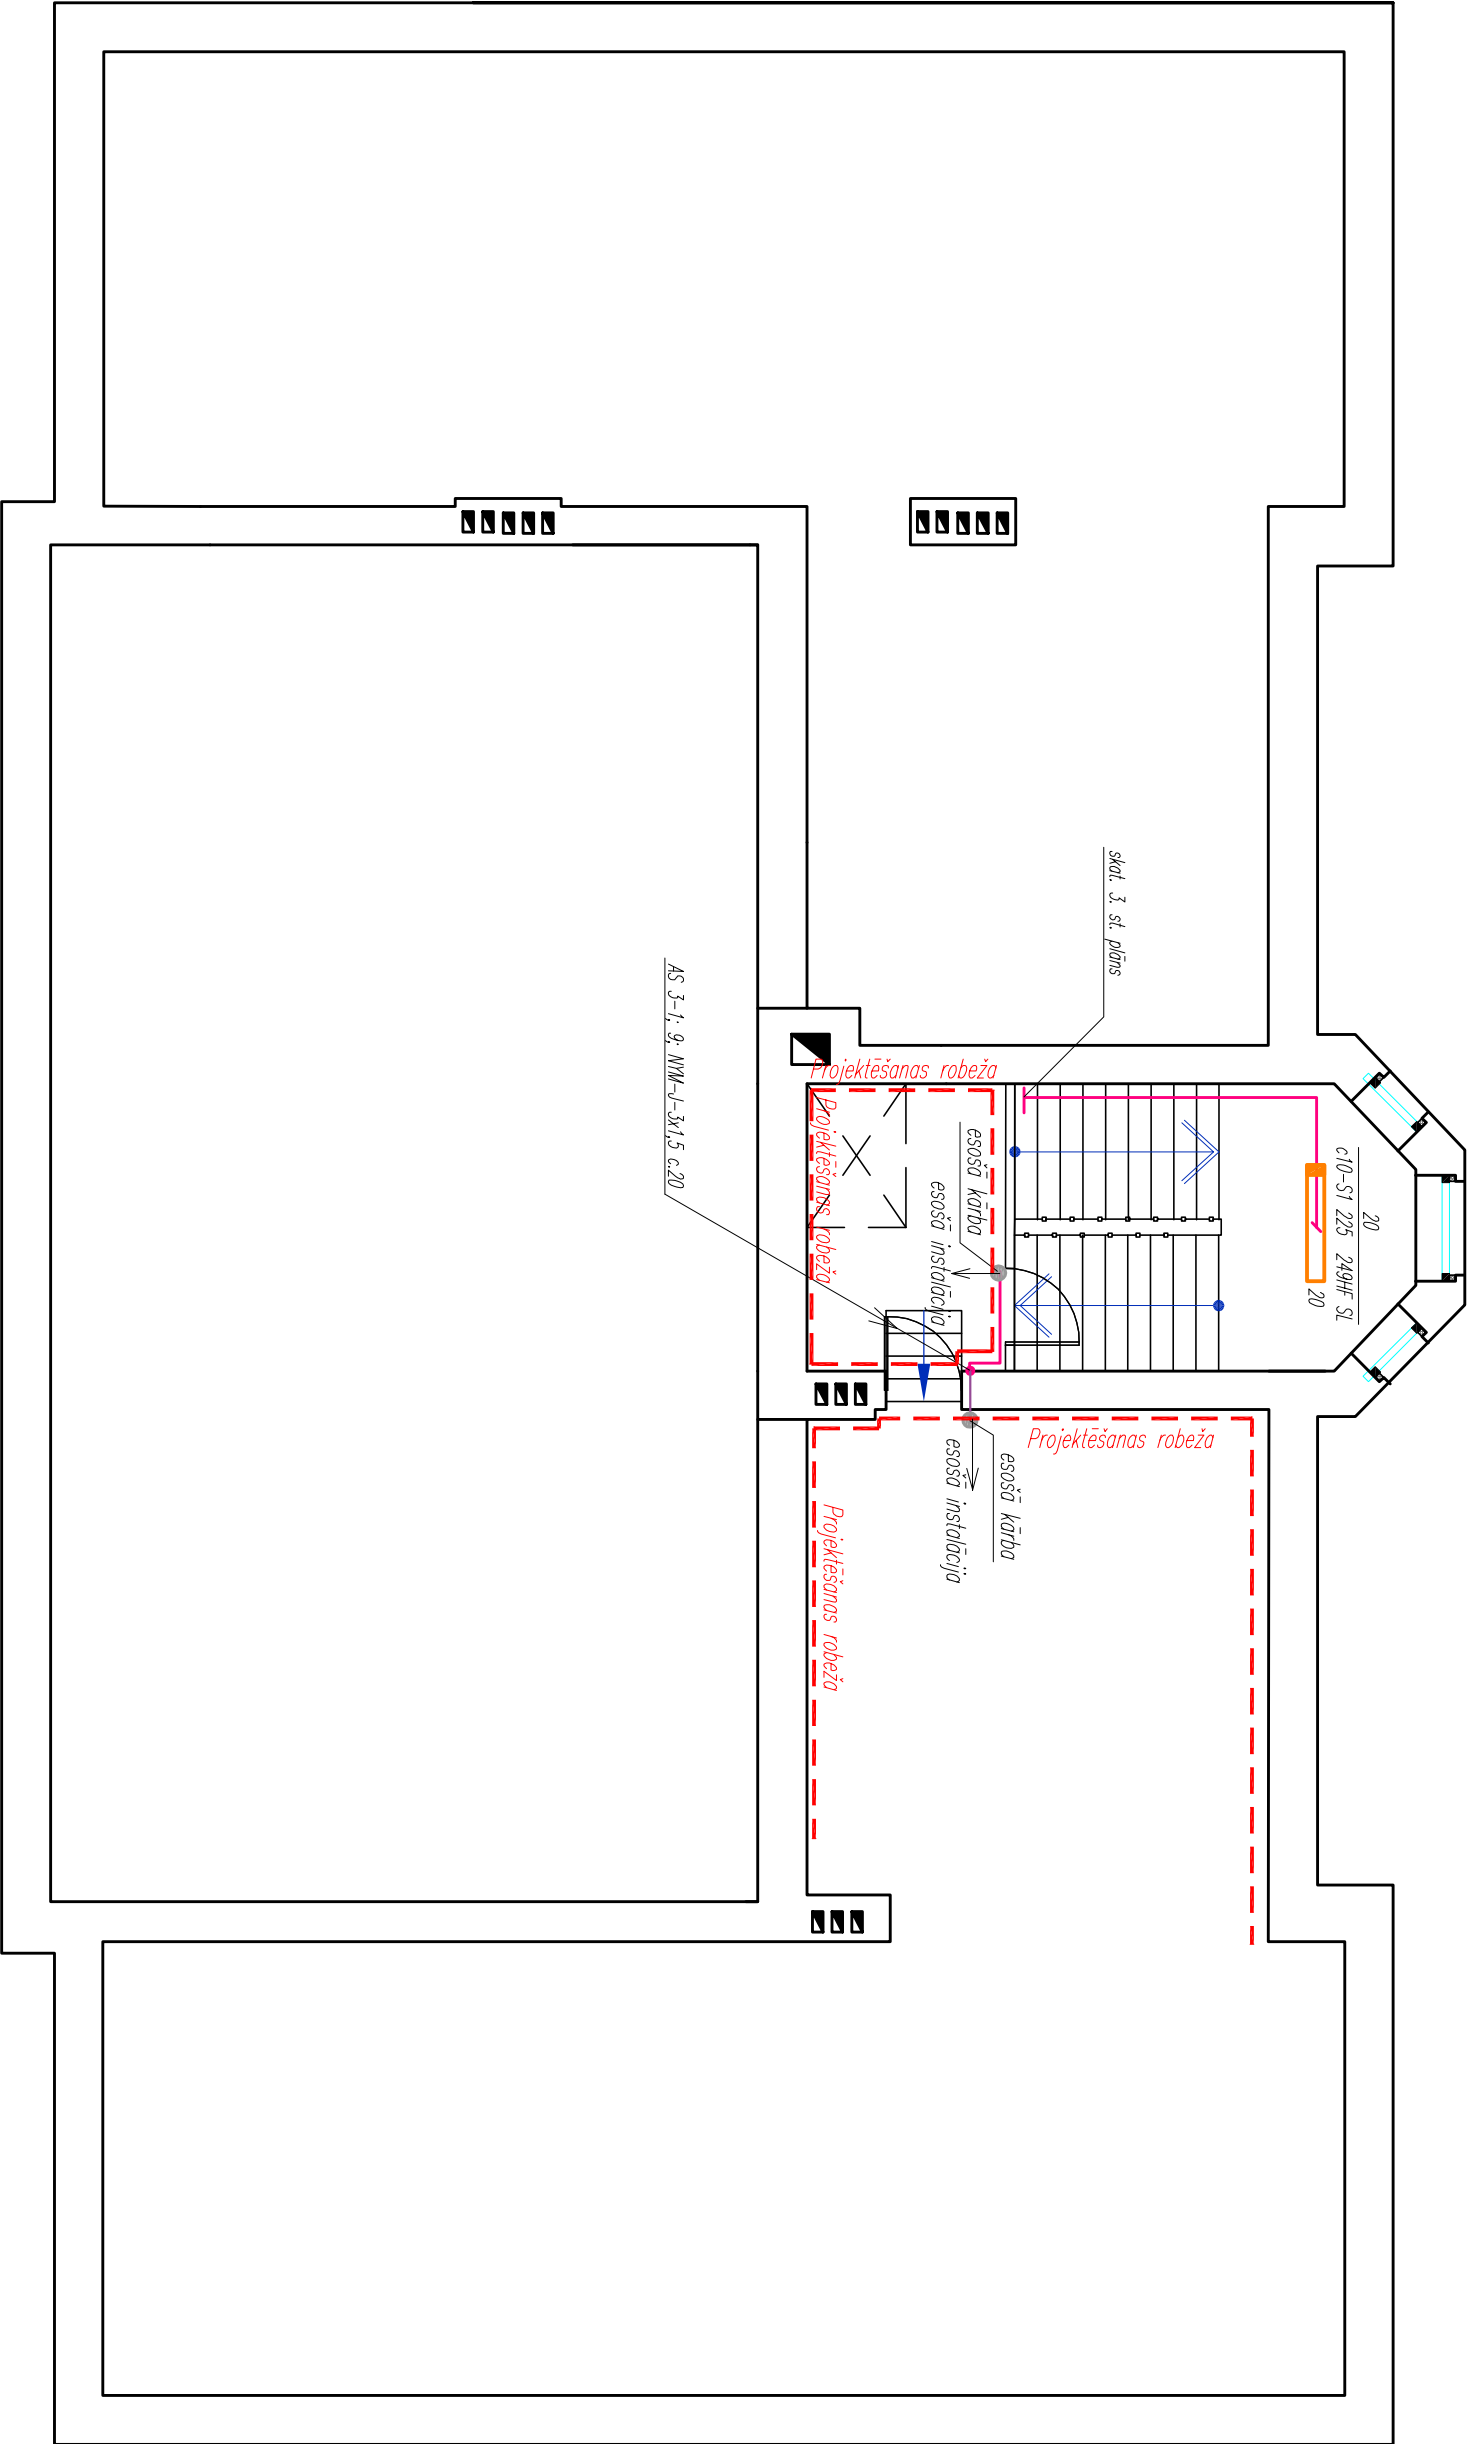 skat. 3. st. plāns
AS 3-1; 9; NYM-J-3x1,5 c.20
Projektēšanas robeža
Projektēšanas robeža
esošā kārba
esošā instalācija
20
c10-S1 225 249HF SL
20
Projektēšanas robeža
esošā kārba
esošā instalācija
Projektēšanas robeža